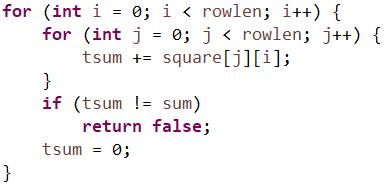 for (int i = 0; i < rowlen; i++) {
    for (int j = 0; j < rowlen; j++) {
        tsum += square[j][i];
    }
    if (tsum != sum)
        return false;
    tsum = 0;
}